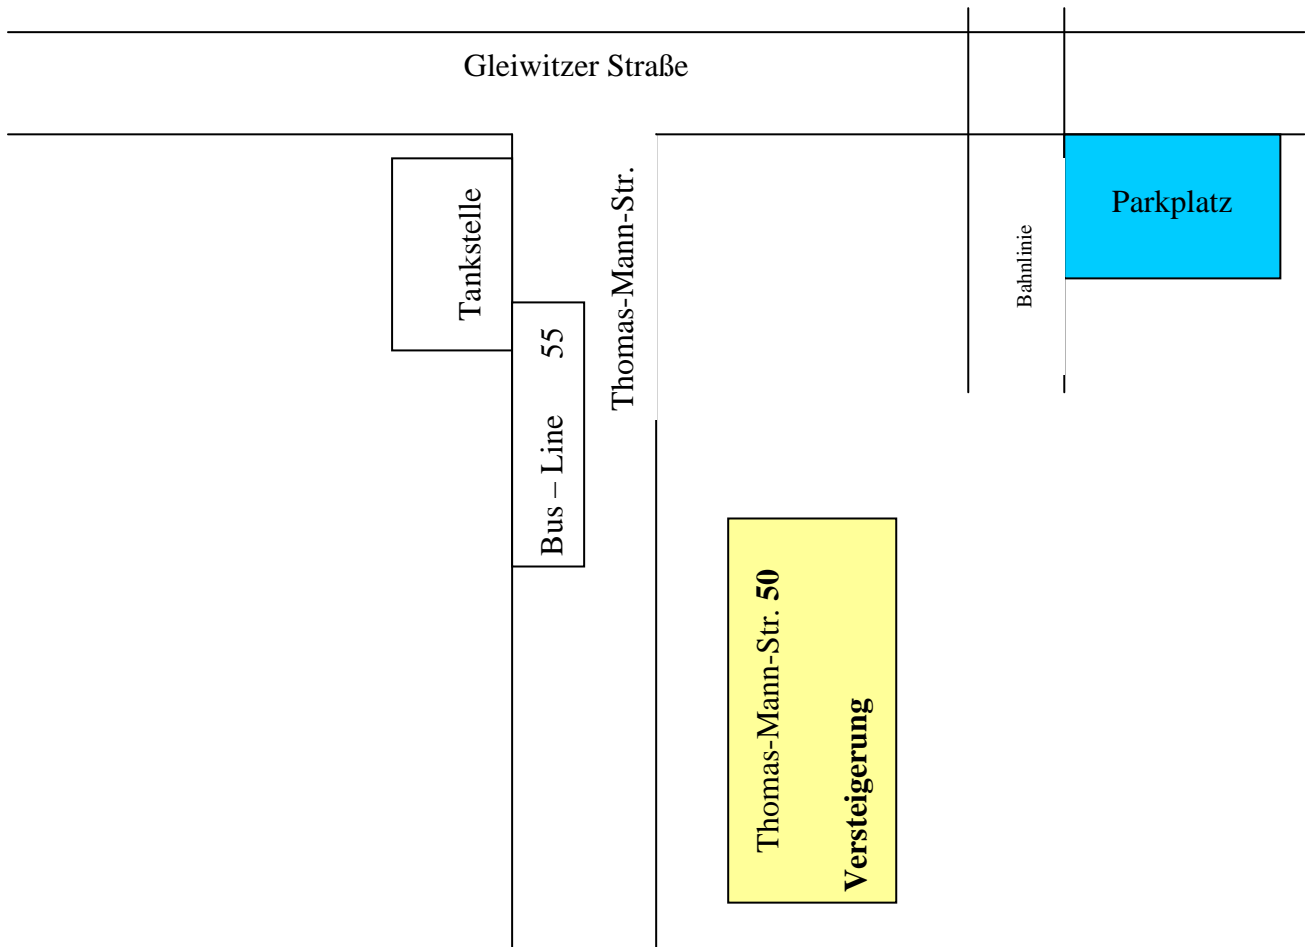 Gleiwitzer Straße
Tankstelle
Thomas-Mann-Str.
Bahnlinie
Parkplatz
Bus – Line 55
Thomas-Mann-Str. 50
Versteigerung